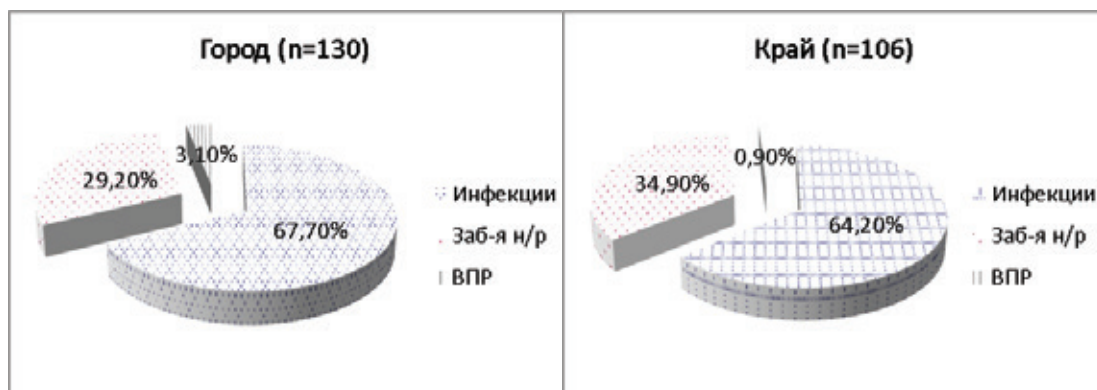 Город (n=130)
3,10%
29,20%
67,70%
Инфекции
Заб-я н/р
ВПР
Край (n=106)
0,90%
34,90%
64,20%
Инфекции
Заб-я н/р
ВПР